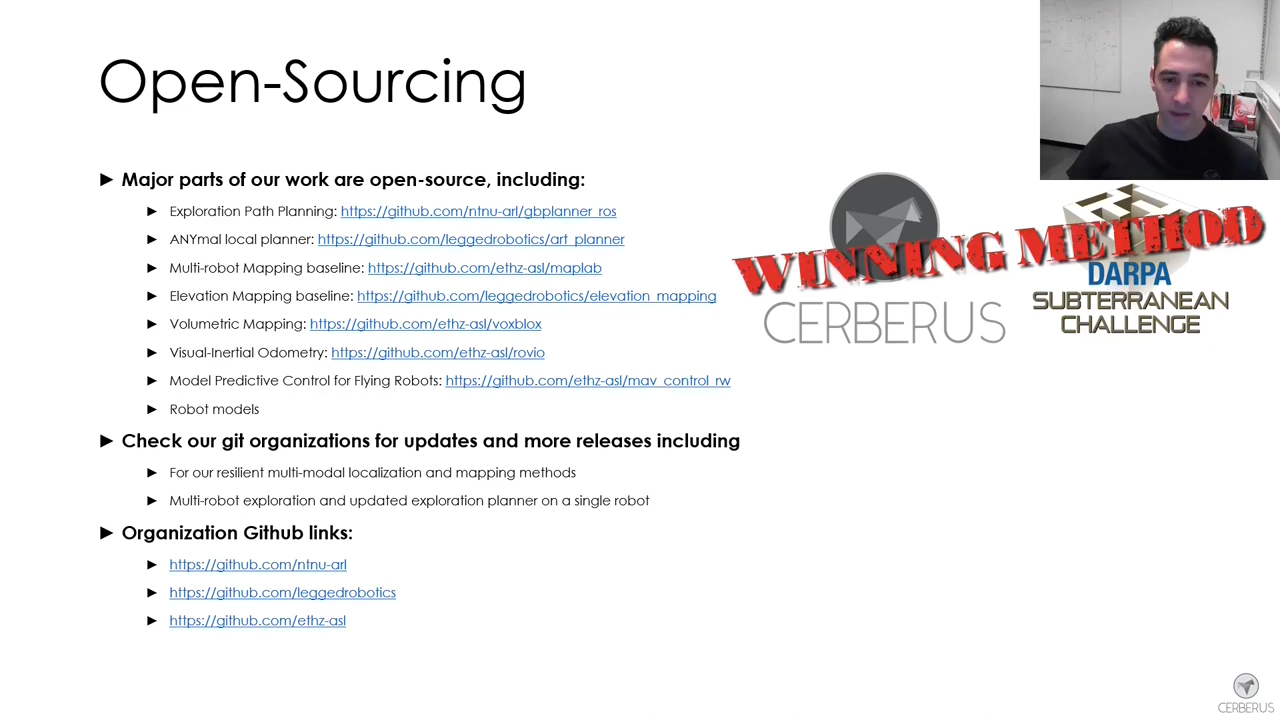 Open-Sourcing
► Major parts of our work are open-source, including:
► Exploration Path Planning: https://github.com/ntnu-arl/gbplanner_ros
► ANYmal local planner: https://github.com/leggedrobotics/art_planner
► Multi-robot Mapping baseline: https://github.com/ethz-asl/maplab
► Elevation Mapping baseline: https://github.com/leggedrobotics/elevation_mapping
► Volumetric Mapping: https://github.com/ethz-asl/voxblox
► Visual-Inertial Odometry: https://github.com/ethz-asl/rovio
► Model Predictive Control for Flying Robots: https://github.com/ethz-asl/mav_control_rw
► Robot models
► Check our git organizations for updates and more releases including
► For our resilient multi-modal localization and mapping methods
► Multi-robot exploration and updated exploration planner on a single robot
► Organization Github links:
► https://github.com/ntnu-arl
► https://github.com/leggedrobotics
► https://github.com/ethz-asl
WINNING METHOD
CERBERUS
DARPA
SUBTERRANEAN
CHALLENGE
CERBERUS